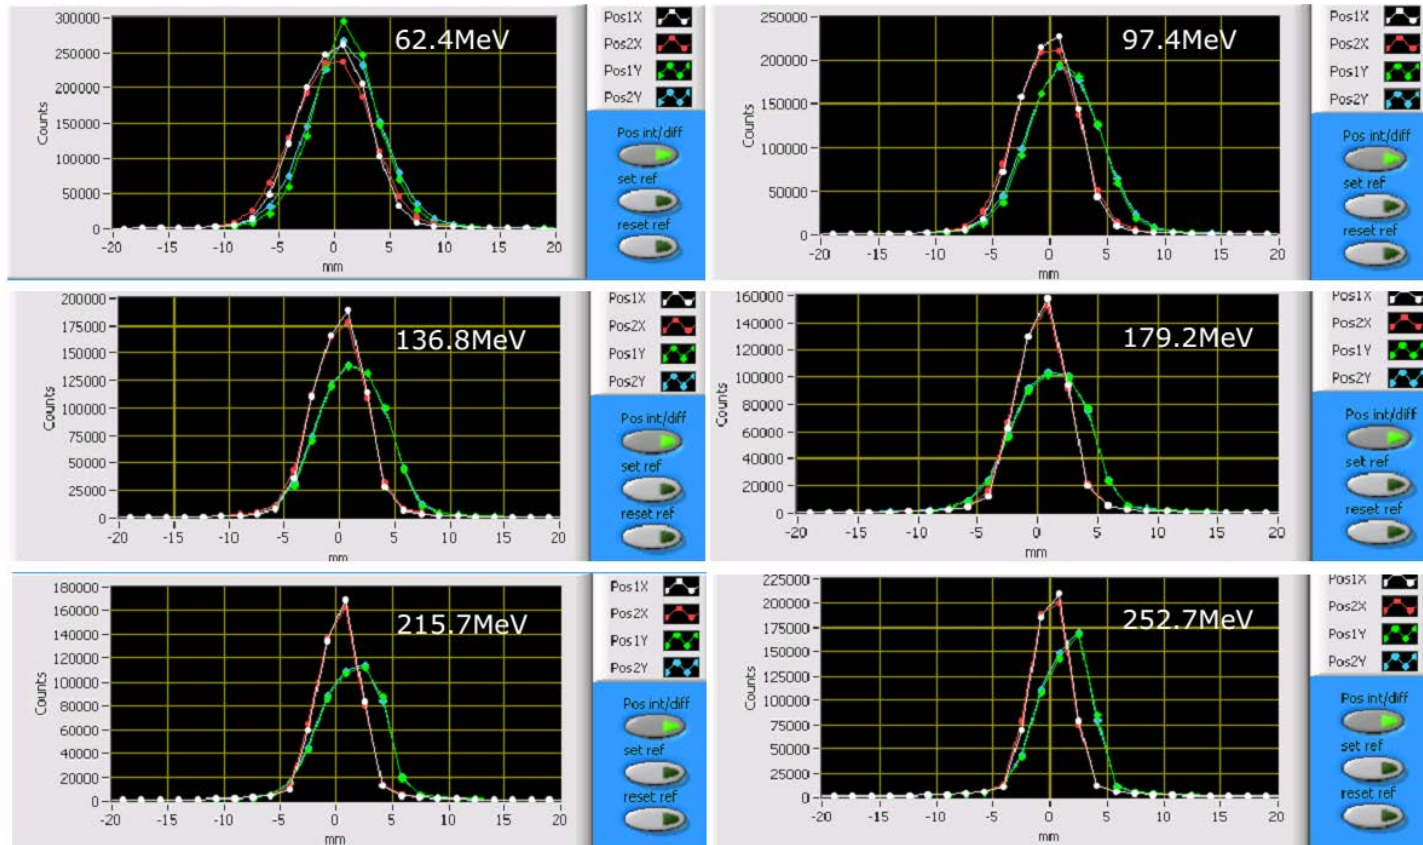 300000
250000
200000
150000
100000
50000
0
Counts
-20 -15 -10 -5 0 5 10 15 20
mm
62.4MeV
Pos1X
Pos2X
Pos1Y
Pos2Y
Pos int/diff
set ref
reset ref
250000
200000
150000
100000
50000
0
Counts
-20 -15 -10 -5 0 5 10 15 20
mm
97.4MeV
Pos1X
Pos2X
Pos1Y
Pos2Y
Pos int/diff
set ref
reset ref
200000
175000
150000
125000
100000
75000
50000
25000
0
Counts
-20 -15 -10 -5 0 5 10 15 20
mm
136.8MeV
Pos1X
Pos2X
Pos1Y
Pos2Y
Pos int/diff
set ref
reset ref
160000
140000
120000
100000
80000
60000
40000
20000
0
Counts
-20 -15 -10 -5 0 5 10 15 20
mm
179.2MeV
Pos1X
Pos2X
Pos1Y
Pos2Y
Pos int/diff
set ref
reset ref
180000
160000
140000
120000
100000
80000
60000
40000
20000
0
Counts
-20 -15 -10 -5 0 5 10 15 20
mm
215.7MeV
Pos1X
Pos2X
Pos1Y
Pos2Y
Pos int/diff
set ref
reset ref
225000
200000
175000
150000
125000
100000
75000
50000
25000
0
Counts
-20 -15 -10 -5 0 5 10 15 20
mm
252.7MeV
Pos1X
Pos2X
Pos1Y
Pos2Y
Pos int/diff
set ref
reset ref